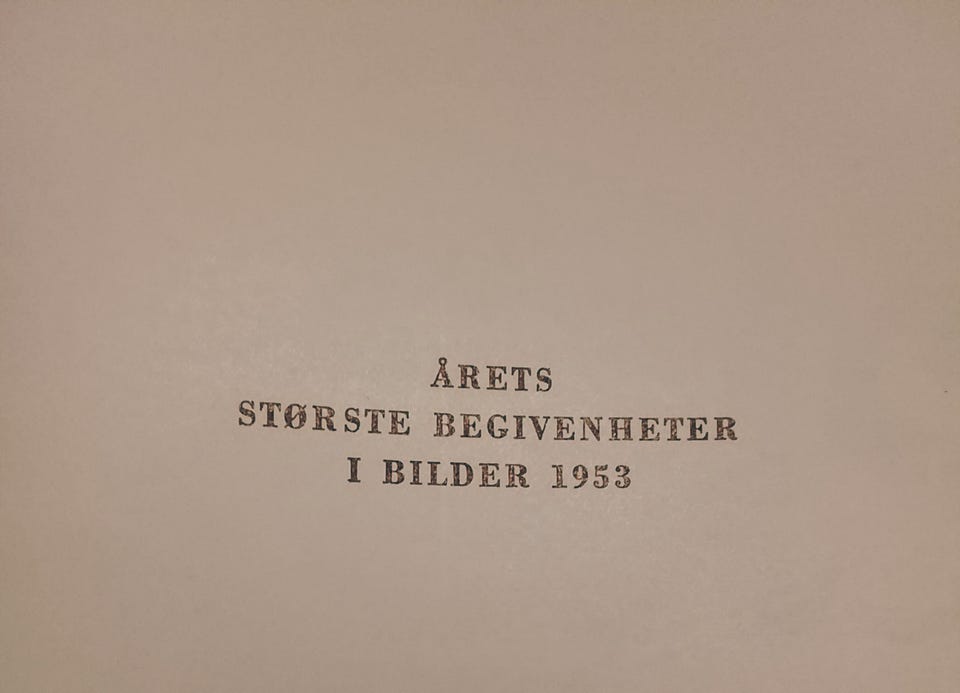 ÅRETS
STØRSTE BEGIVENHETER
I BILDER 1953